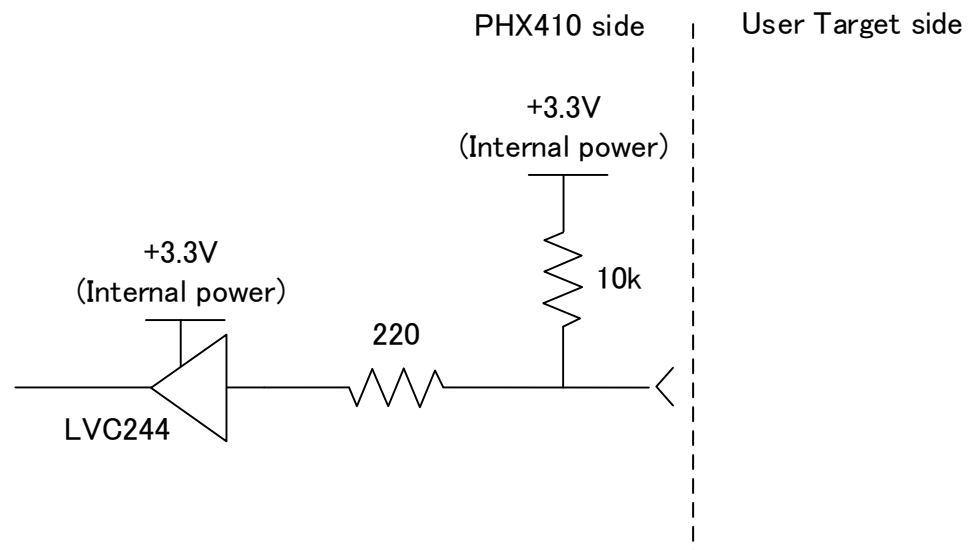 PHX410 side
User Target side
+3.3V
(Internal power)
+3.3V
(Internal power)
10k
220
LVC244